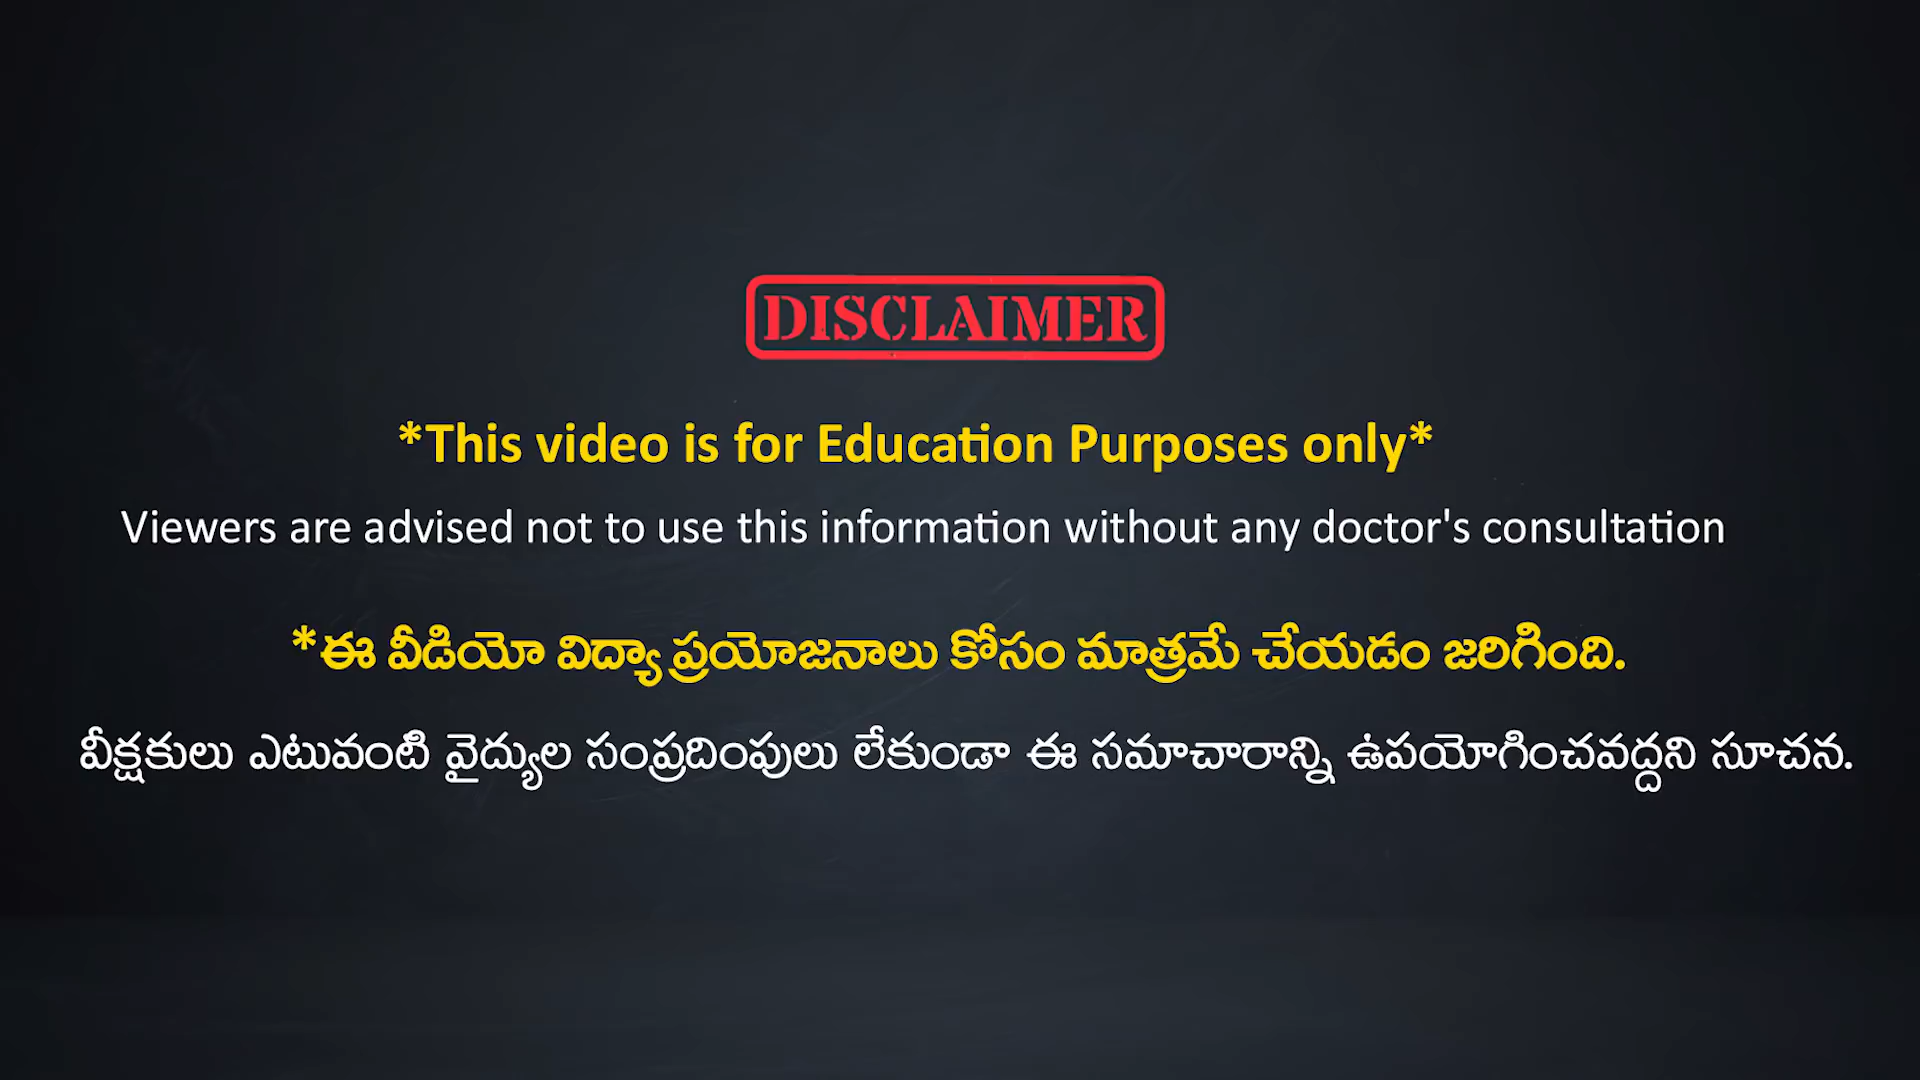 DISCLAIMER
*This video is for Education Purposes only*
Viewers are advised not to use this information without any doctor's consultation
*ఈ వీడియో విద్యా ప్రయోజనాలు కోసం మాత్రమే చేయడం జరిగింది.
వీక్షకులు ఎటువంటి వైద్యుల సంప్రదింపులు లేకుండా ఈ సమాచారాన్ని ఉపయోగించవద్దని సూచన.